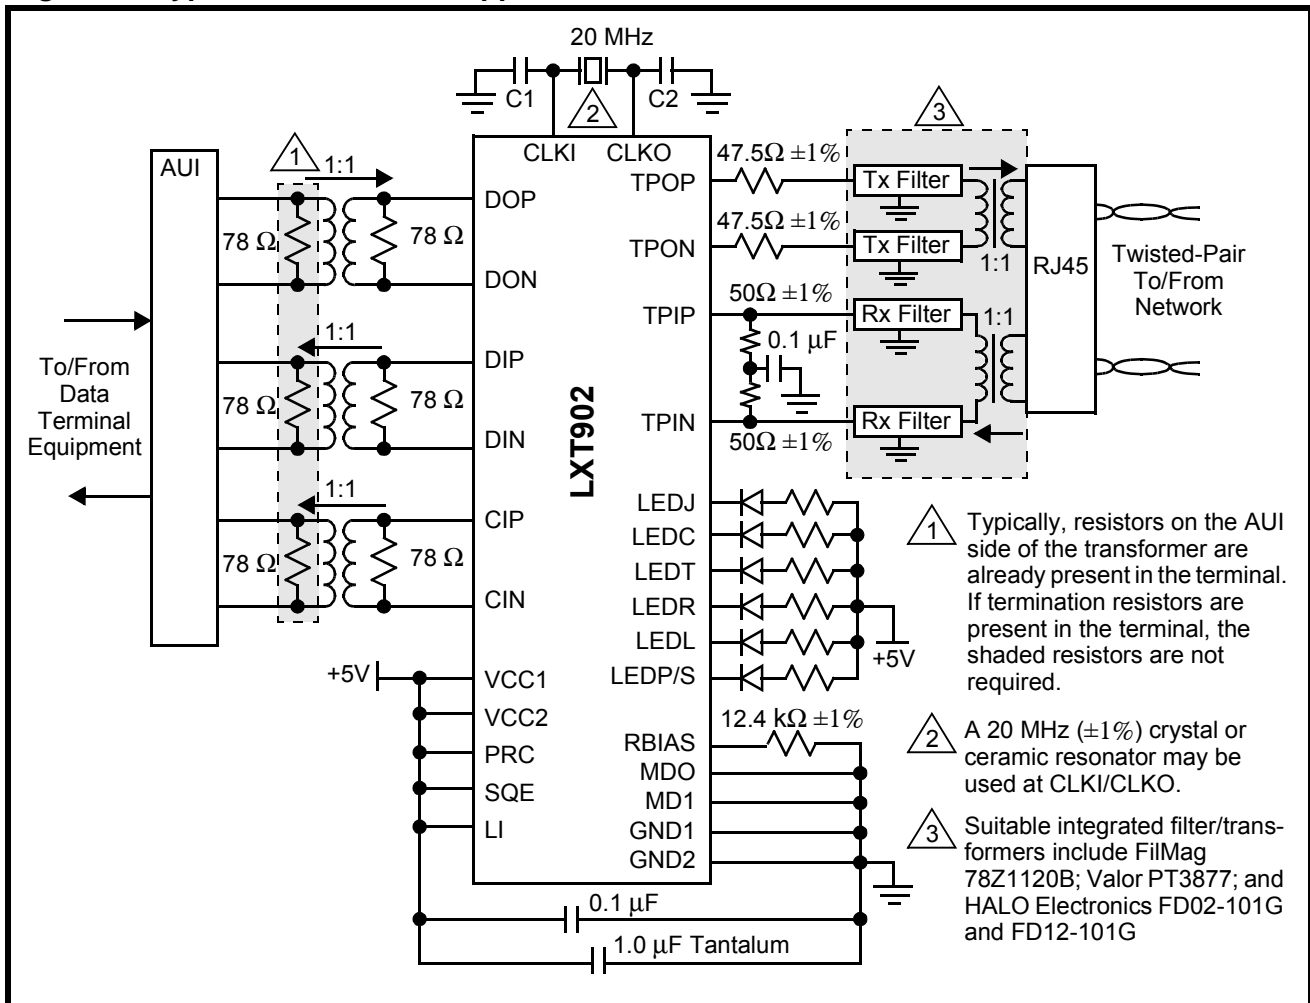 20 MHz
C1
2
C2
3
1
CLKI
CLKO
47.5Ω ±1%
AUI
1:1
TPOP
Tx Filter
DOP
78 Ω
78 Ω
47.5Ω ±1%
TPON
Tx Filter
1:1
RJ45
Twisted-Pair
To/From
Network
DON
50Ω ±1%
TPIP
Rx Filter
1:1
1:1
0.1 μF
DIP
To/From
Data
Terminal
Equipment
78 Ω
78 Ω
LXT902
TPIN
Rx Filter
DIN
50Ω ±1%
1:1
CIP
78 Ω
78 Ω
CIN
LEDJ
LEDC
LEDT
LEDR
LEDL
LEDP/S
+5V
+5V
VCC1
VCC2
PRC
SQE
LI
12.4 kΩ ±1%
RBIAS
MDO
MD1
GND1
GND2
0.1 μF
1.0 μF Tantalum
1 Typically, resistors on the AUI
side of the transformer are
already present in the terminal.
If termination resistors are
present in the terminal, the
shaded resistors are not
required.
2 A 20 MHz (±1%) crystal or
ceramic resonator may be
used at CLKI/CLKO.
3 Suitable integrated filter/trans-
formers include FilMag
78Z1120B; Valor PT3877; and
HALO Electronics FD02-101G
and FD12-101G